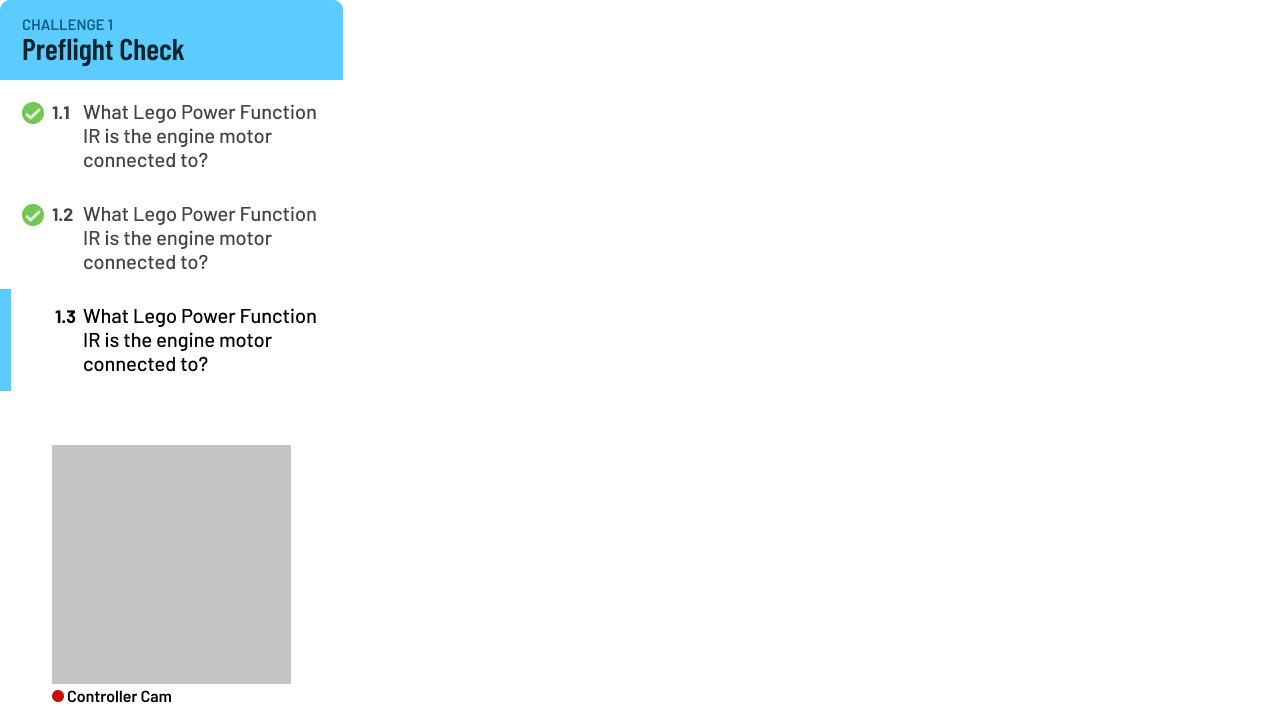 CHALLENGE 1
Preflight Check
1.1 What Lego Power Function
IR is the engine motor
connected to?
1.2 What Lego Power Function
IR is the engine motor
connected to?
1.3 What Lego Power Function
IR is the engine motor
connected to?
Controller Cam